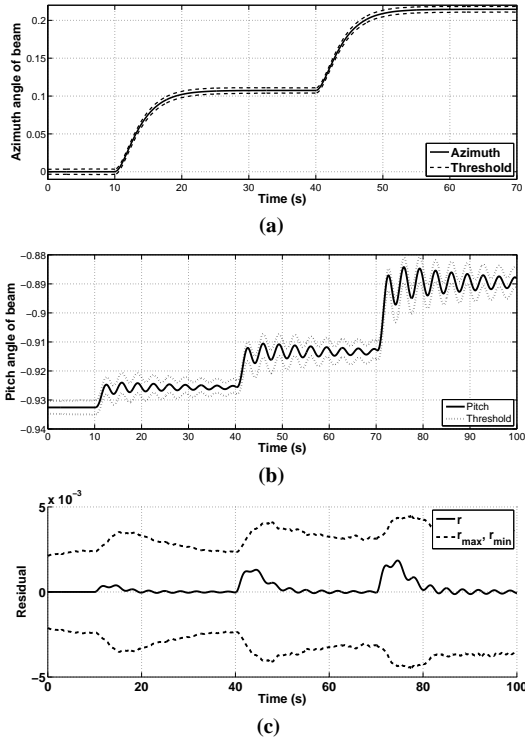 0.2
0.15
0.1
0.05
0
Azimuth angle of beam
0 10 20 30 40 50 60 70
Time (s)
Azimuth
Threshold
(a)
−0.88
−0.89
−0.9
−0.91
−0.92
−0.93
−0.94
Pitch angle of beam
0 10 20 30 40 50 60 70 80 90 100
Time (s)
Pitch
Threshold
(b)
5 x 10⁻³
0
−5
Residual
0 20 40 60 80 100
Time (s)
r
r_max, r_min
(c)